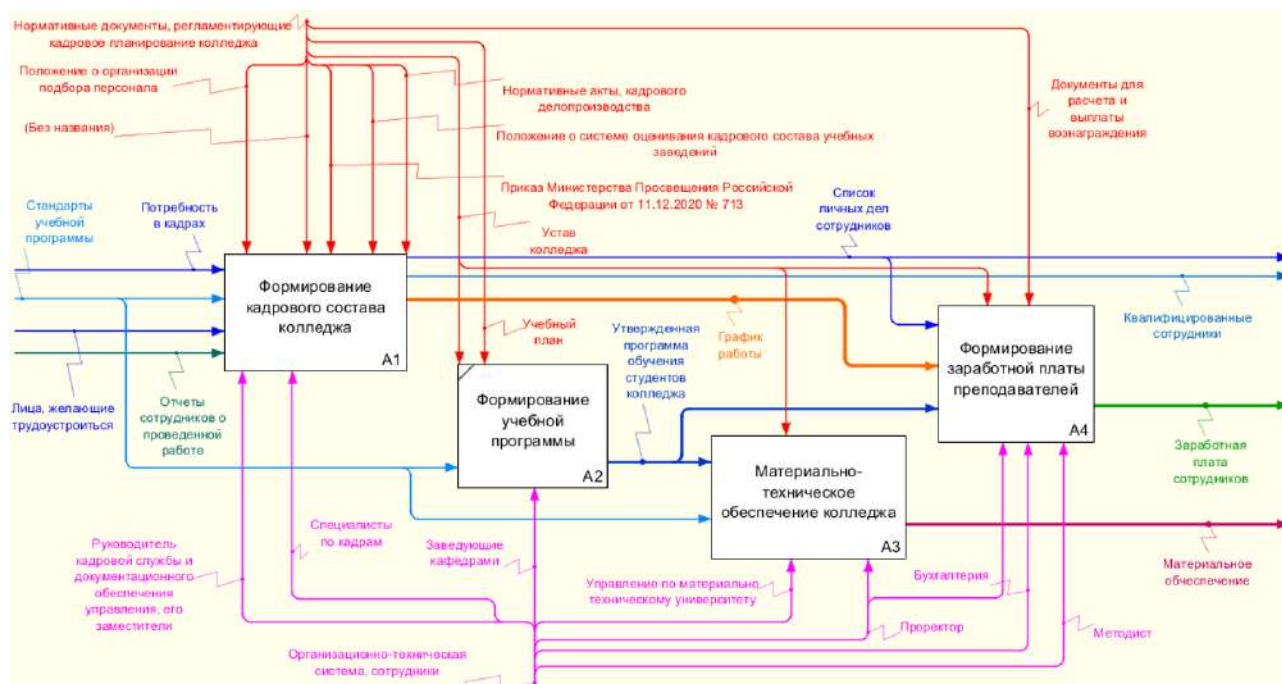 Нормативные документы, регламентирующие
кадровое планирование колледжа
Положение о организации
подбора персонала
(Без названия)
Нормативные акты, кадрового
делопроизводства
Положение о системе оценивания кадрового состава учебных
заведений
Приказ Министерства Просвещения Российской
Федерации от 11.12.2020 № 713
Устав
колледжа
Документы для
расчета и
выплаты
вознаграждения
Стандарты
учебной
программы
Потребность
в кадрах
Список
личных дел
сотрудников
Формирование
кадрового состава
колледжа
A1
Учебный
план
Утвержденная
программа
обучения
студентов
колледжа
График
работы
Квалифицированные
сотрудники
Формирование
заработной платы
преподавателей
A4
Лица, желающие
трудоустроиться
Отчеты
сотрудников о
проведенной
работе
Формирование
учебной
программы
A2
Материально-
техническое
обеспечение колледжа
A3
Заработная
плата
сотрудников
Руководитель
кадровой службы и
документационного
обеспечения
управления, его
заместители
Специалисты
по кадрам
Заведующие
кафедрами
Управление по материально
техническому университету
Бухгалтерия
Материальное
обчеспечение
Проректор
Методист
Организационно-техническая
система, сотрудники